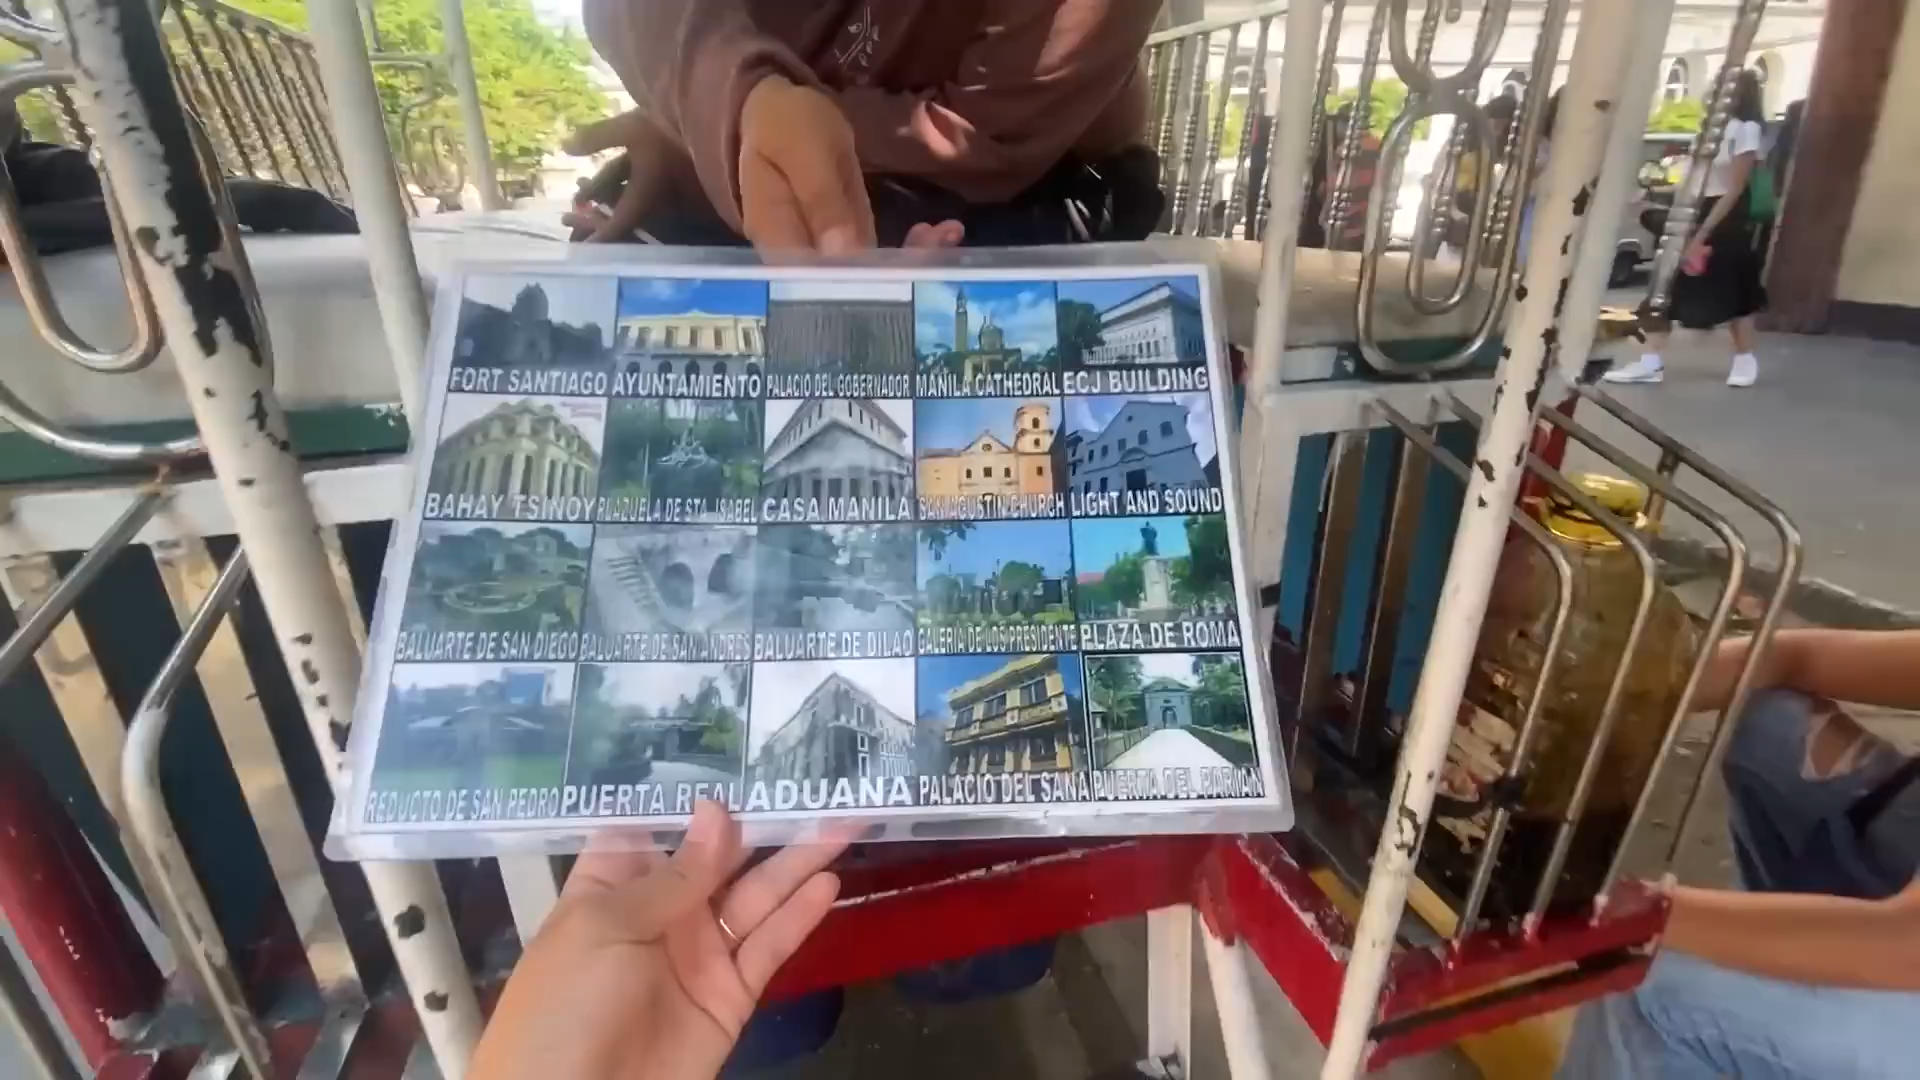 FORT SANTIAGO AYUNTAMIENTO PALACIO DEL GOBERNADOR MANILA CATHEDRAL ECJ BUILDING
BAHAY TSINOY PLAZUELA DE STA. ISABEL CASA MANILA SAN AGUSTIN CHURCH LIGHT AND SOUND
BALUARTE DE SAN DIEGO BALUARTE DE SAN ANDRES BALUARTE DE DILAO GALERIA DE LOS PRESIDENTE PLAZA DE ROMA
REDUCTO DE SAN PEDRO PUERTA REAL ADUANA PALACIO DEL SANA PUERTA DEL PARIAN